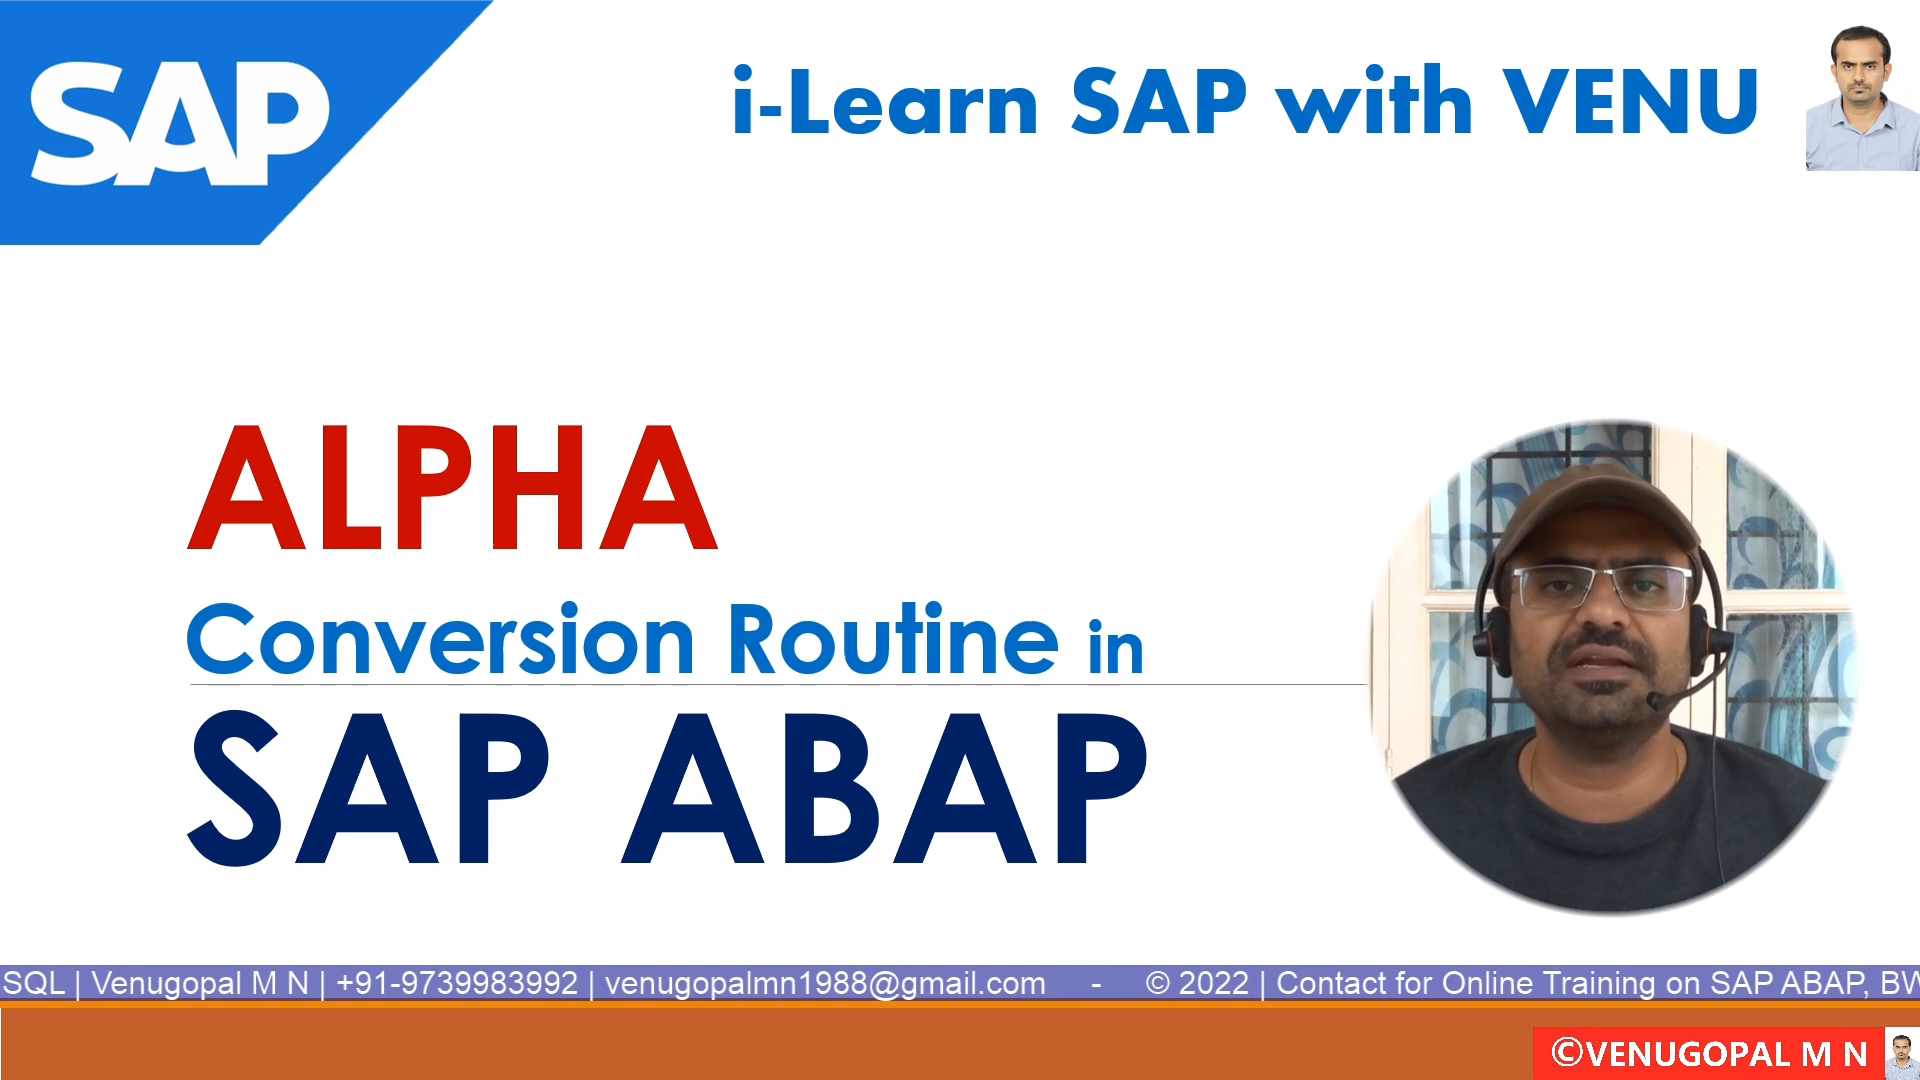 SAP
i-Learn SAP with VENU
ALPHA
Conversion Routine in
SAP ABAP
SQL | Venugopal M N | +91-9739983992 | venugopalmn1988@gmail.com - © 2022 | Contact for Online Training on SAP ABAP, BW
©VENUGOPAL M N